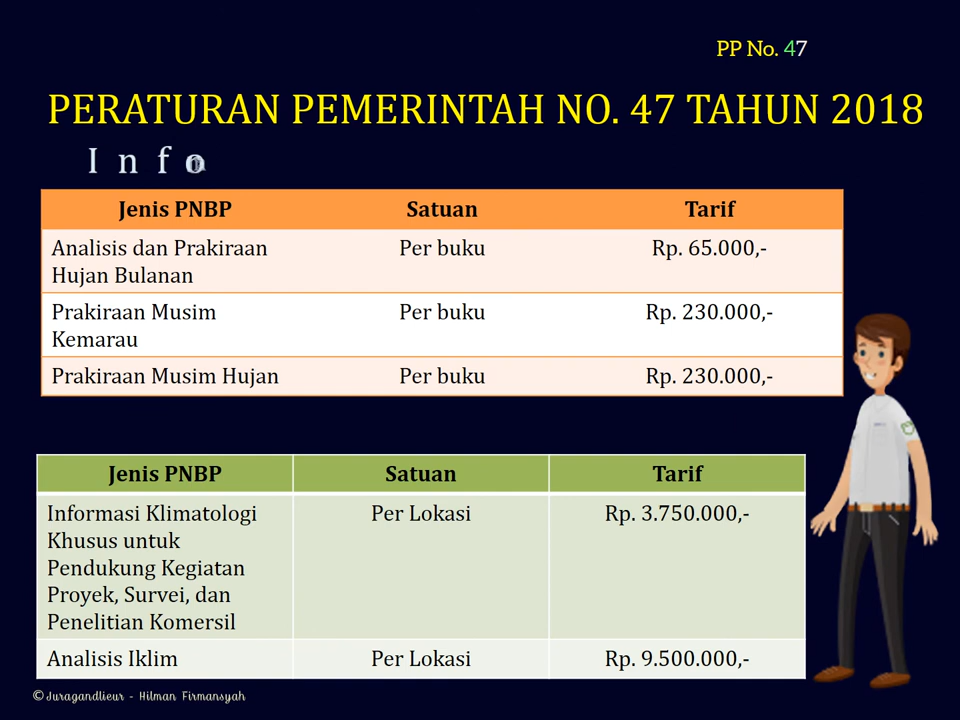 PP No. 47
PERATURAN PEMERINTAH NO. 47 TAHUN 2018
I n f o
Jenis PNBP Satuan Tarif
Analisis dan Prakiraan Per buku Rp. 65.000,-
Hujan Bulanan
Prakiraan Musim Per buku Rp. 230.000,-
Kemarau
Prakiraan Musim Hujan Per buku Rp. 230.000,-
Jenis PNBP Satuan Tarif
Informasi Klimatologi Per Lokasi Rp. 3.750.000,-
Khusus untuk
Pendukung Kegiatan
Proyek, Survei, dan
Penelitian Komersil
Analisis Iklim Per Lokasi Rp. 9.500.000,-
©Juragandlieur - Hilman Firmansyah